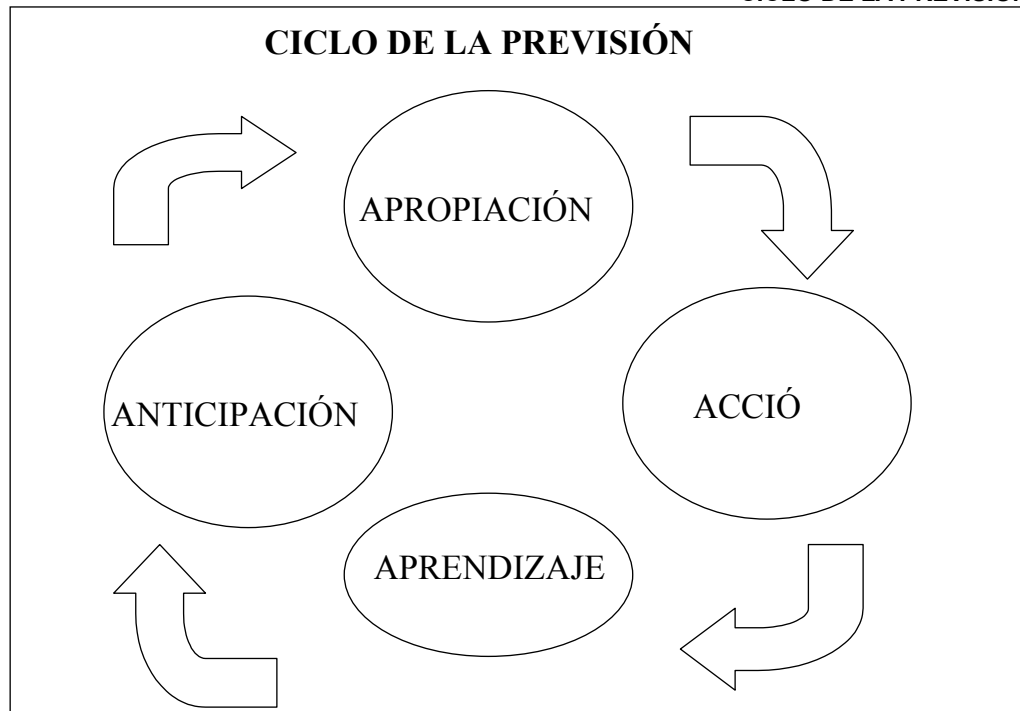 CICLO DE LA PREVISIÓN
APROPIACIÓN
ANTICIPACIÓN
ACCIÓ
APRENDIZAJE